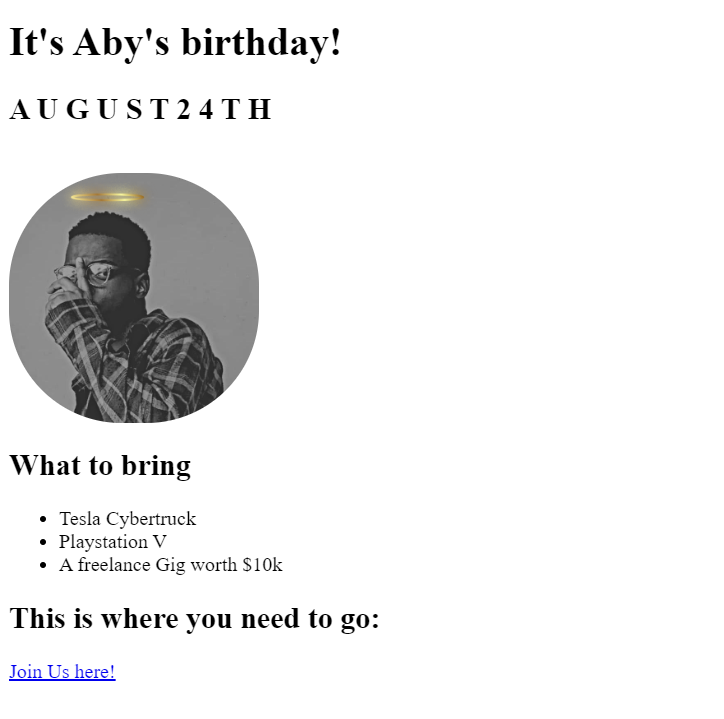 It's Aby's birthday!
A U G U S T 2 4 T H
What to bring
Tesla Cybertruck
Playstation V
A freelance Gig worth $10k
This is where you need to go:
Join Us here!